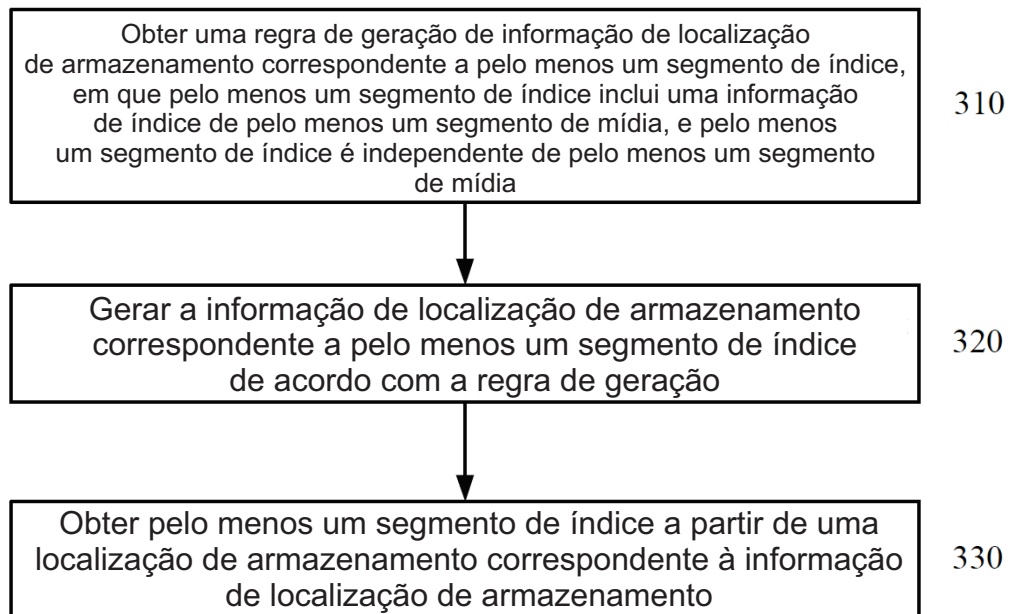 Obter uma regra de geração de informação de localização
de armazenamento correspondente a pelo menos um segmento de índice,
em que pelo menos um segmento de índice inclui uma informação
de índice de pelo menos um segmento de mídia, e pelo menos
um segmento de índice é independente de pelo menos um segmento
de mídia
310
Gerar a informação de localização de armazenamento
correspondente a pelo menos um segmento de índice
de acordo com a regra de geração
320
Obter pelo menos um segmento de índice a partir de uma
localização de armazenamento correspondente à informação
de localização de armazenamento
330